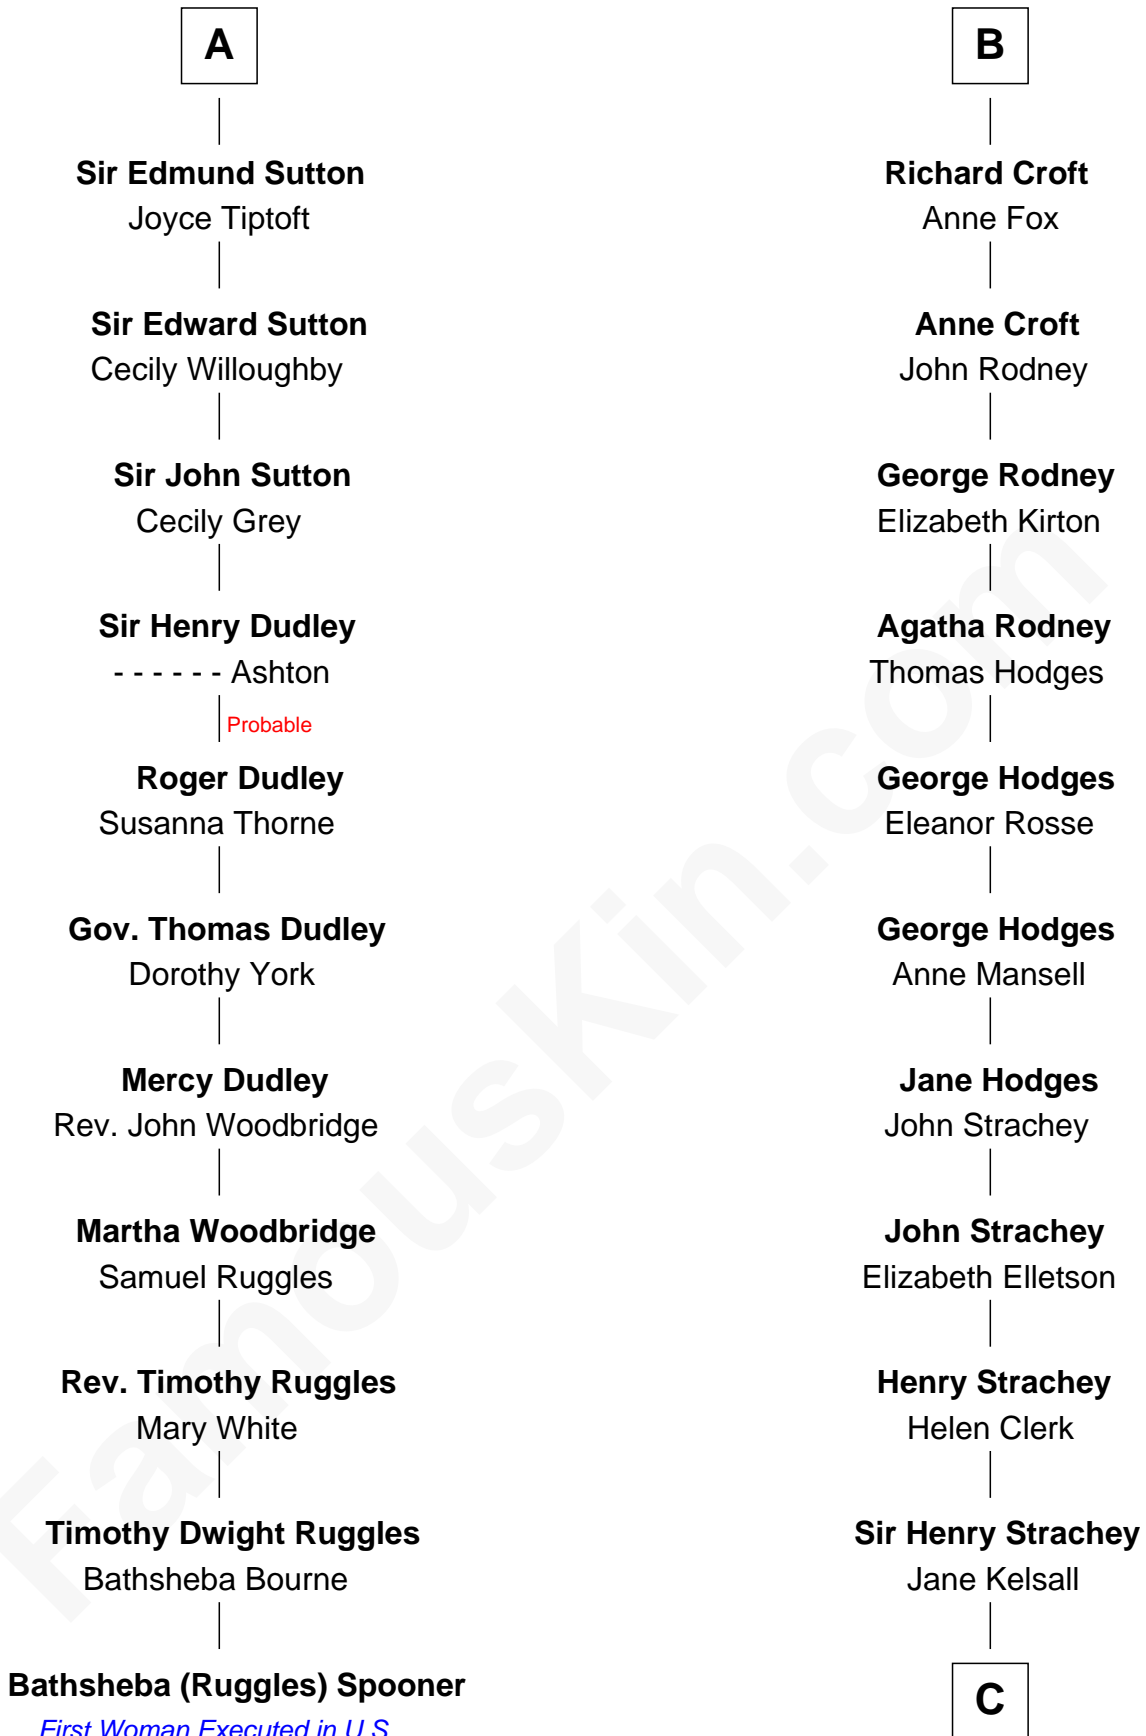 A
Sir Edmund Sutton
Joyce Tiptoft
Sir Edward Sutton
Cecily Willoughby
Sir John Sutton
Cecily Grey
Sir Henry Dudley
- - - - - - Ashton
Probable
Roger Dudley
Susanna Thorne
Gov. Thomas Dudley
Dorothy York
Mercy Dudley
Rev. John Woodbridge
Martha Woodbridge
Samuel Ruggles
Rev. Timothy Ruggles
Mary White
Timothy Dwight Ruggles
Bathsheba Bourne
Bathsheba (Ruggles) Spooner
First Woman Executed in U.S.
B
Richard Croft
Anne Fox
Anne Croft
John Rodney
George Rodney
Elizabeth Kirton
Agatha Rodney
Thomas Hodges
George Hodges
Eleanor Rosse
George Hodges
Anne Mansell
Jane Hodges
John Strachey
John Strachey
Elizabeth Elletson
Henry Strachey
Helen Clerk
Sir Henry Strachey
Jane Kelsall
C
FamousKin.com